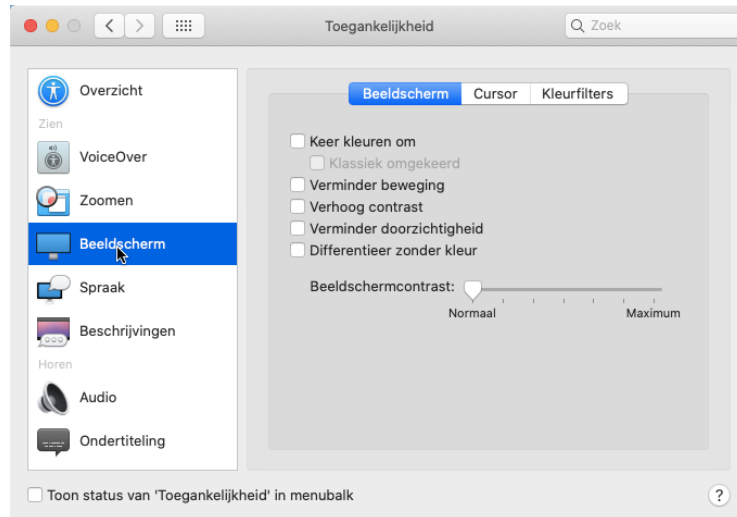 Toegankelijkheid
Zoek
Overzicht
Zien
VoiceOver
Zoomen
Beeldscherm
Spraak
Beschrijvingen
Horen
Audio
Ondertiteling
Beeldscherm Cursor Kleurfilters
Keer kleuren om
Klassiek omgekeerd
Verminder beweging
Verhoog contrast
Verminder doorzichtigheid
Differentieer zonder kleur
Beeldschermcontrast:
Normaal Maximum
Toon status van 'Toegankelijkheid' in menubalk
?